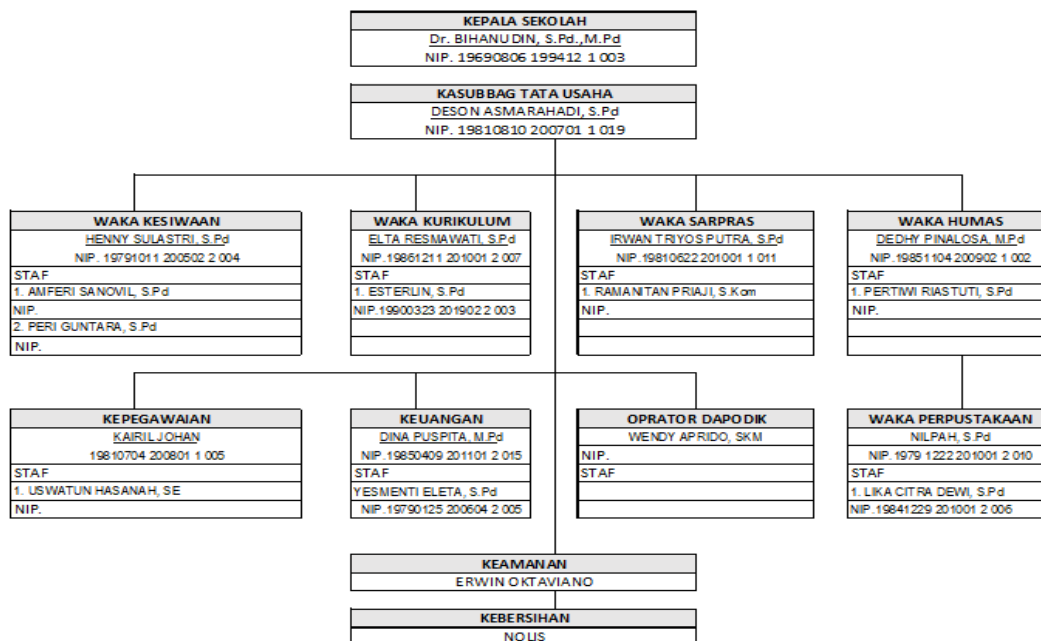 KEPALA SEKOLAH
Dr. BIHANUDIN, S.Pd.,M.Pd
NIP. 19690806 199412 1 003
KASUBBAG TATA USAHA
DESON ASMARAHADI, S.Pd
NIP. 19810810 200701 1 019
WAKA KESIWAAN
HENNY SULASTRI, S.Pd
NIP. 19791011 200502 2 004
STAF
1. AMFERI SANOVIL, S.Pd
NIP.
2. PERI GUNTARA, S.Pd
NIP.
WAKA KURIKULUM
ELTA RESMAWATI, S.Pd
NIP.19861211 201001 2 007
STAF
1. ESTERLIN, S.Pd
NIP.19900323 201902 2 003
WAKA SARPRAS
IRWAN TRIYOS PUTRA, S.Pd
NIP.19810622 201001 1 011
STAF
1. RAMANITAN PRIAJI, S.Kom
NIP.
WAKA HUMAS
DEDHY PINALOSA, M.Pd
NIP.19851104 200902 1 002
STAF
1. PERTIWI RIASTUTI, S.Pd
NIP.
KEPEGAWAIAN
KAIRIL JOHAN
19810704 200801 1 005
STAF
1. USWATUN HASANAH, SE
NIP.
KEUANGAN
DINA PUSPITA, M.Pd
NIP.19850409 201101 2 015
STAF
YESMENTI ELETA, S.Pd
NIP.19790125 200604 2 005
OPRATOR DAPODIK
WENDY APRIDO, SKM
NIP.
STAF
WAKA PERPUSTAKAAN
NILPAH, S.Pd
NIP.1979 1222 201001 2 010
STAF
1. LIKA CITRA DEWI, S.Pd
NIP.19841229 201001 2 006
KEAMANAN
ERWIN OKTAVIANO
KEBERSIHAN
NOLIS